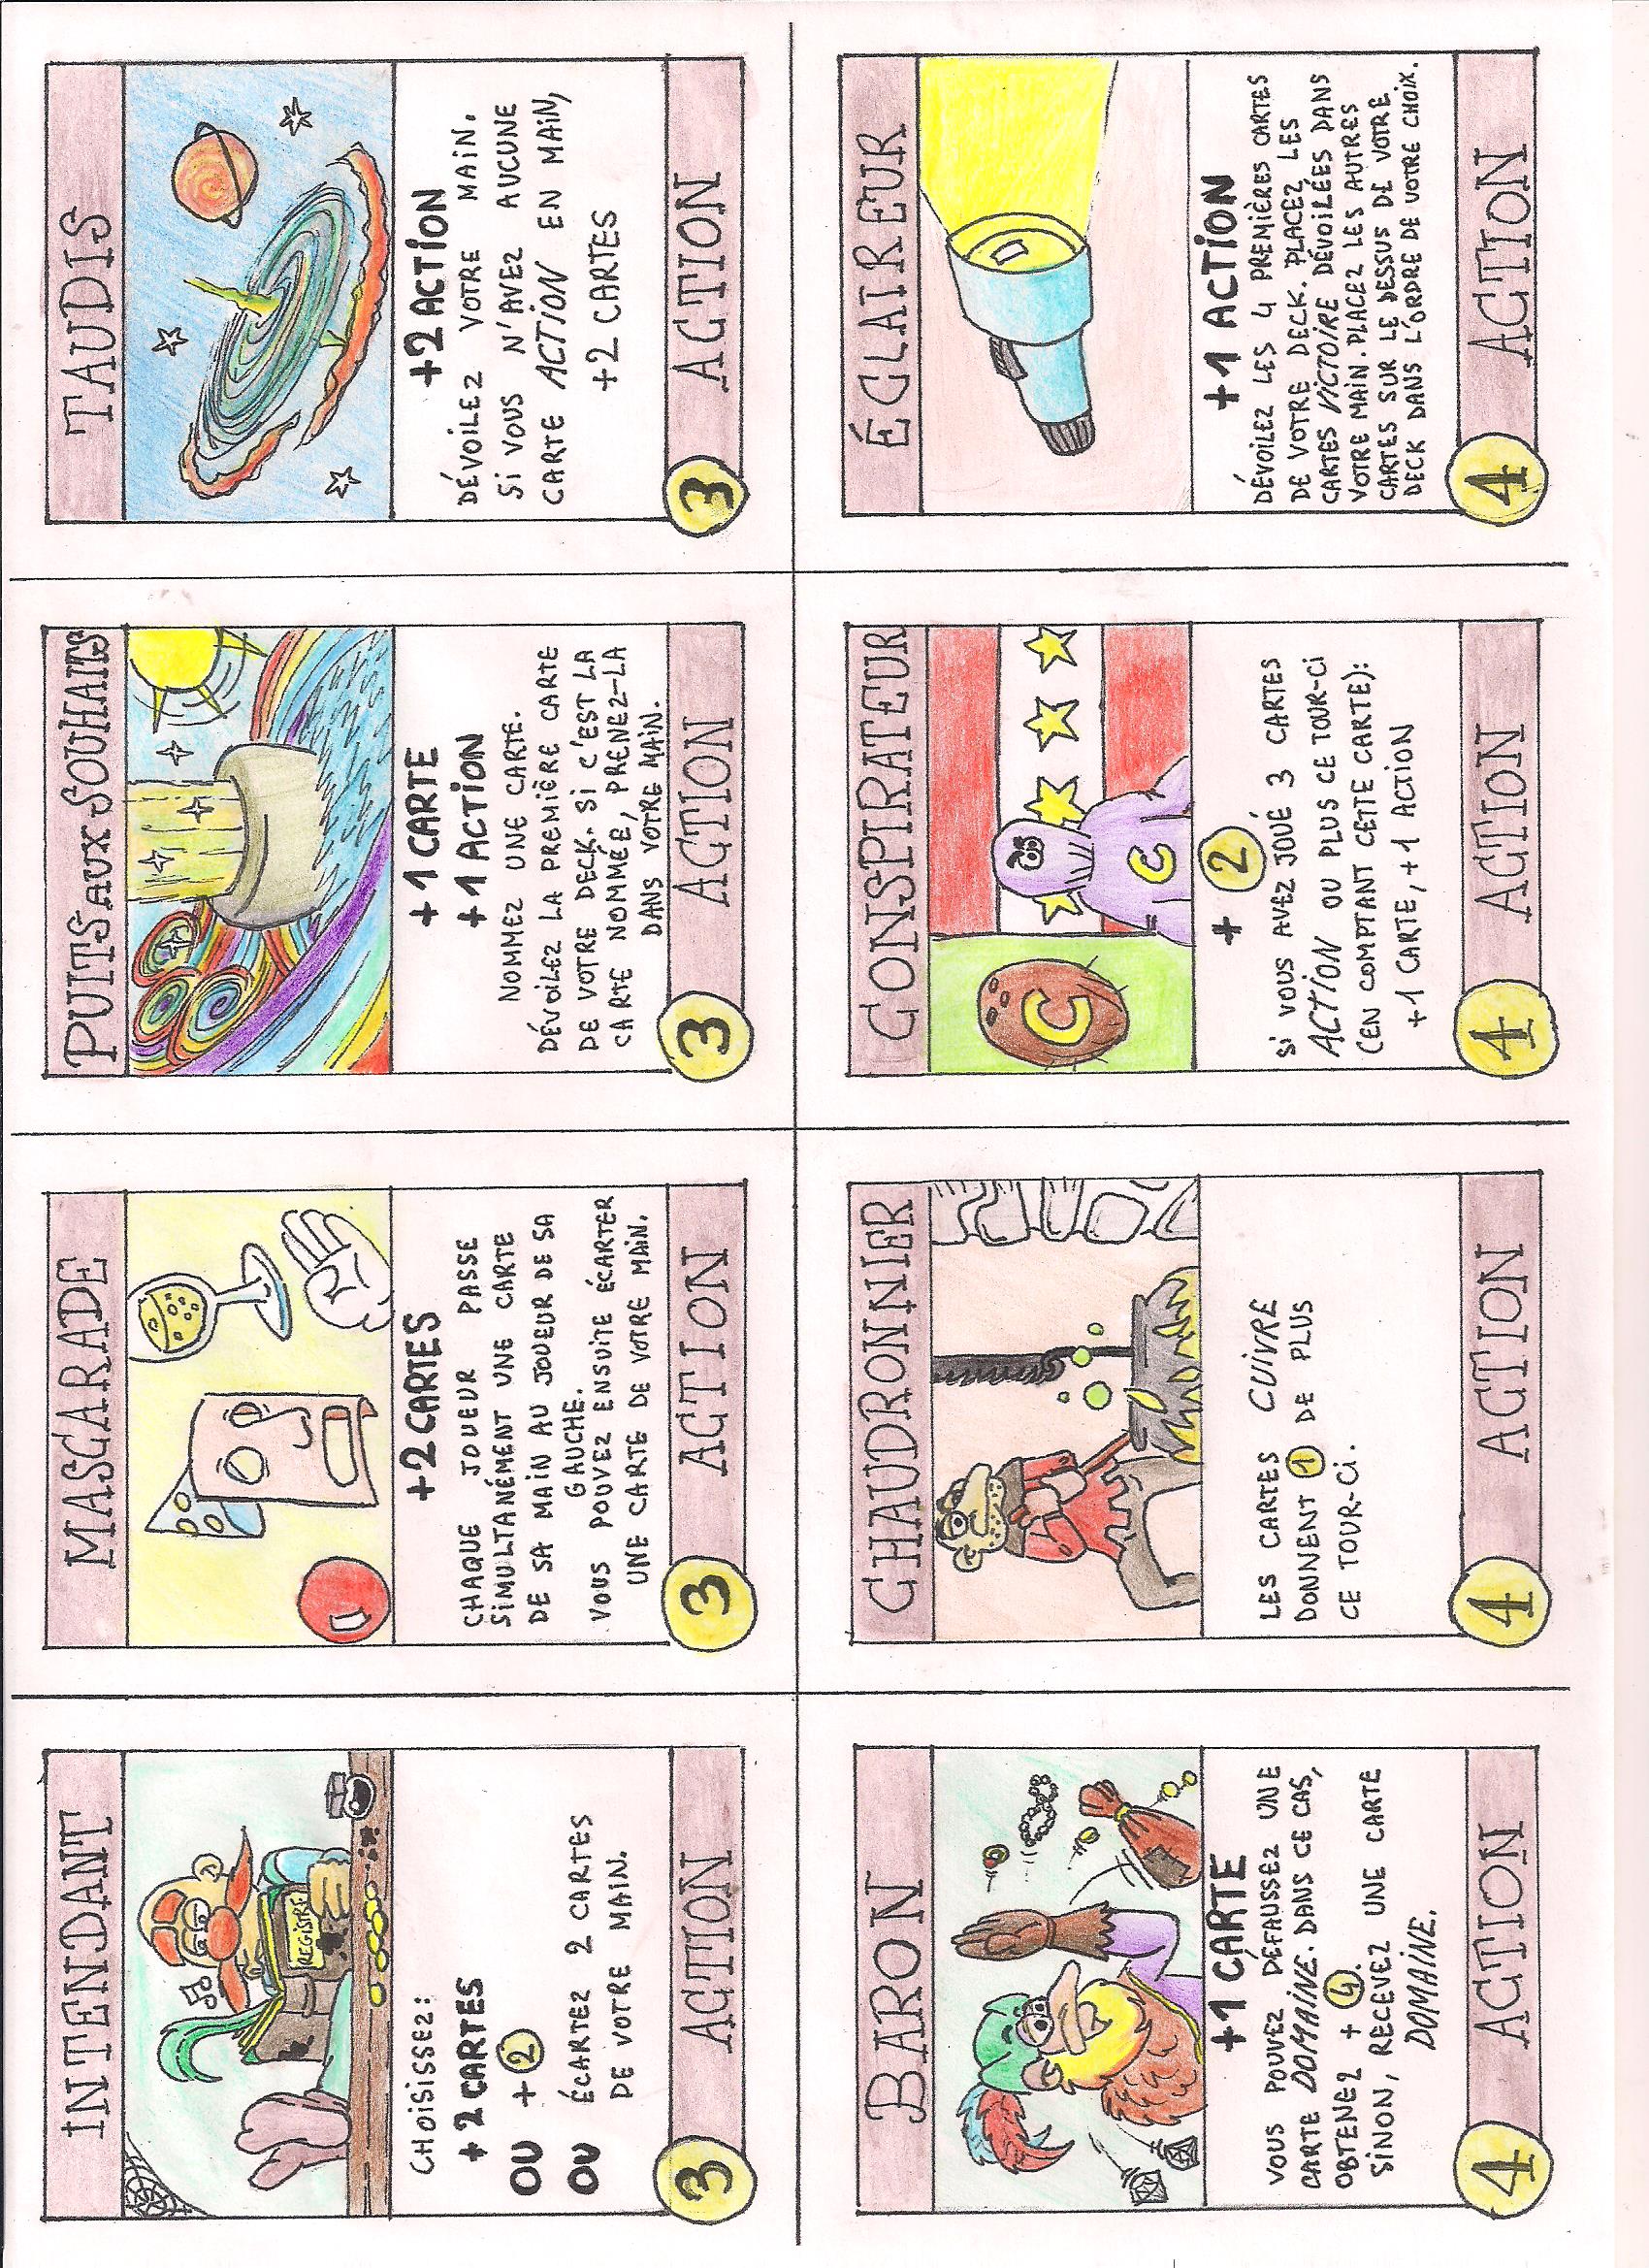 INTENDANT
REGISTRE
CHOISISSEZ:
+2 CARTES
OU +2
OU ÉCARTEZ 2 CARTES
DE VOTRE MAIN.
3
ACTION
MASCARADE
+2 CARTES
CHAQUE JOUEUR PASSE
SIMULTANÉMENT UNE CARTE
DE SA MAIN AU JOUEUR DE SA
GAUCHE.
VOUS POUVEZ ENSUITE ÉCARTER
UNE CARTE DE VOTRE MAIN.
3
ACTION
PUITS AUX SOUHAITS
+1 CARTE
+1 ACTION
NOMMEZ UNE CARTE.
DÉVOILEZ LA PREMIÈRE CARTE
DE VOTRE DECK. SI C'EST LA
CARTE NOMMÉ, PRENEZ-LA
DANS VOTRE MAIN.
3
ACTION
TAUDIS
+2 ACTION
DÉVOILEZ VOTRE MAIN.
SI VOUS N'AVEZ AUCUNE
CARTE ACTION EN MAIN,
+2 CARTES
3
ACTION
BARON
+1 CARTE
VOUS POUVEZ DÉFAUSSEZ UNE
CARTE DOMAINE. DANS CE CAS,
OBTENEZ + 4.
SINON, RECEVEZ UNE CARTE
DOMAINE.
4
ACTION
CHAUDRONNIER
LES CARTES CUIVRE
DONNENT 1 DE PLUS
CE TOUR-CI.
4
ACTION
CONSPIRATEUR
C
C
+ 2
SI VOUS AVEZ JOUÉ 3 CARTES
ACTION OU PLUS CE TOUR-CI
(EN COMPTANT CETTE CARTE):
+1 CARTE, +1 ACTION
4
ACTION
ÉCLAIREUR
+1 ACTION
DÉVOILEZ LES 4 PREMIÈRES CARTES
DE VOTRE DECK. PLACEZ LES
CARTES VICTOIRE DÉVOILÉES DANS
VOTRE MAIN. PLACEZ LES AUTRES
CARTES SUR LE DESSUS DE VOTRE
DECK DANS L'ORDRE DE VOTRE CHOIX.
4
ACTION